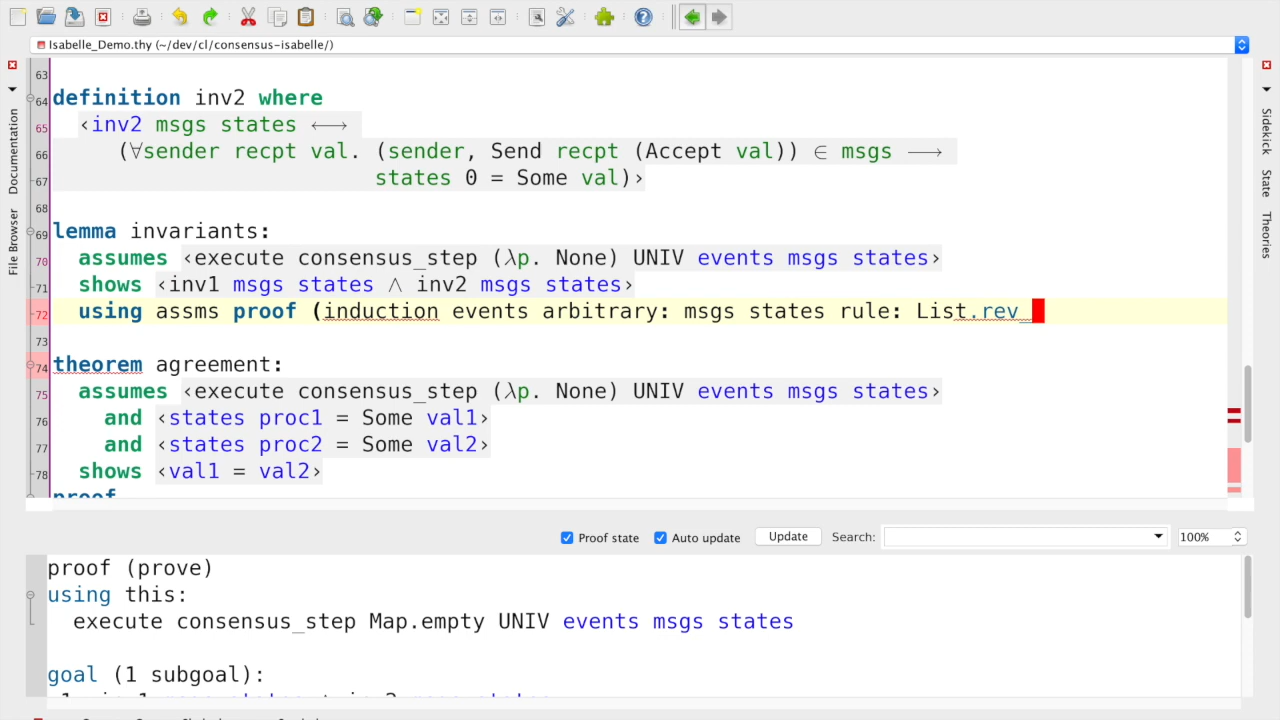 Isabelle_Demo.thy (~/dev/cl/consensus-isabelle/)
Documentation
File Browser
Sidekick
State
Theories
63
64 definition inv2 where
65 ‹inv2 msgs states ⟷
66 (∀sender recpt val. (sender, Send recpt (Accept val)) ∈ msgs ⟶
67 states 0 = Some val)›
68
69 lemma invariants:
70 assumes ‹execute consensus_step (λp. None) UNIV events msgs states›
71 shows ‹inv1 msgs states ∧ inv2 msgs states›
72 using assms proof (induction events arbitrary: msgs states rule: List.rev_
73
74 theorem agreement:
75 assumes ‹execute consensus_step (λp. None) UNIV events msgs states›
76 and ‹states proc1 = Some val1›
77 and ‹states proc2 = Some val2›
78 shows ‹val1 = val2›
proof
Proof state
Auto update
Update
Search:
100%
proof (prove)
using this:
execute consensus_step Map.empty UNIV events msgs states
goal (1 subgoal):